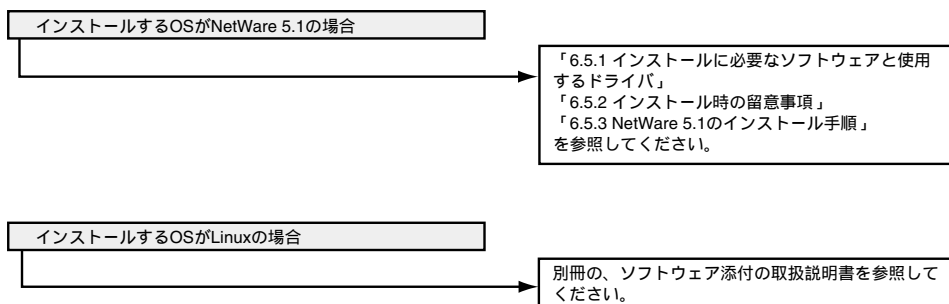 インストールするOSがNetWare 5.1の場合
「6.5.1 インストールに必要なソフトウェアと使用
するドライバ」
「6.5.2 インストール時の留意事項」
「6.5.3 NetWare 5.1のインストール手順」
を参照してください。
インストールするOSがLinuxの場合
別冊の、ソフトウェア添付の取扱説明書を参照して
ください。